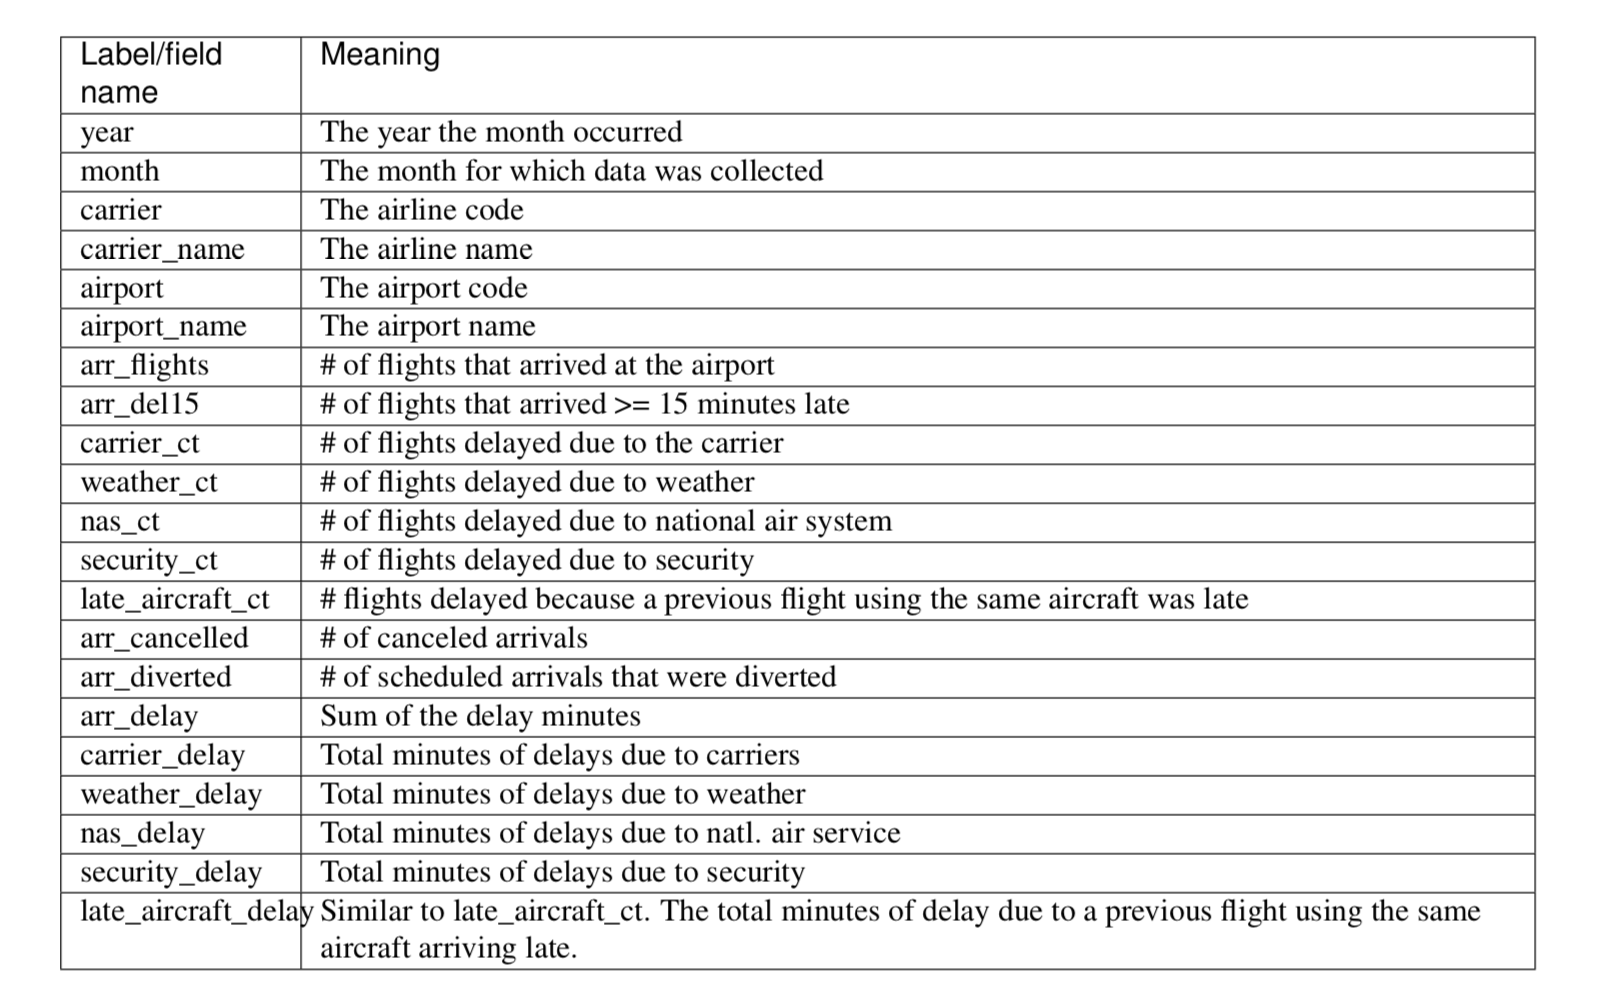 Label/field Meaning
name
year The year the month occurred
month The month for which data was collected
carrier The airline code
carrier_name The airline name
airport The airport code
airport_name The airport name
arr_flights # of flights that arrived at the airport
arr_del15 # of flights that arrived >= 15 minutes late
carrier_ct # of flights delayed due to the carrier
weather_ct # of flights delayed due to weather
nas_ct # of flights delayed due to national air system
security_ct # of flights delayed due to security
late_aircraft_ct # flights delayed because a previous flight using the same aircraft was late
arr_cancelled # of canceled arrivals
arr_diverted # of scheduled arrivals that were diverted
arr_delay Sum of the delay minutes
carrier_delay Total minutes of delays due to carriers
weather_delay Total minutes of delays due to weather
nas_delay Total minutes of delays due to natl. air service
security_delay Total minutes of delays due to security
late_aircraft_delay Similar to late_aircraft_ct. The total minutes of delay due to a previous flight using the same
aircraft arriving late.